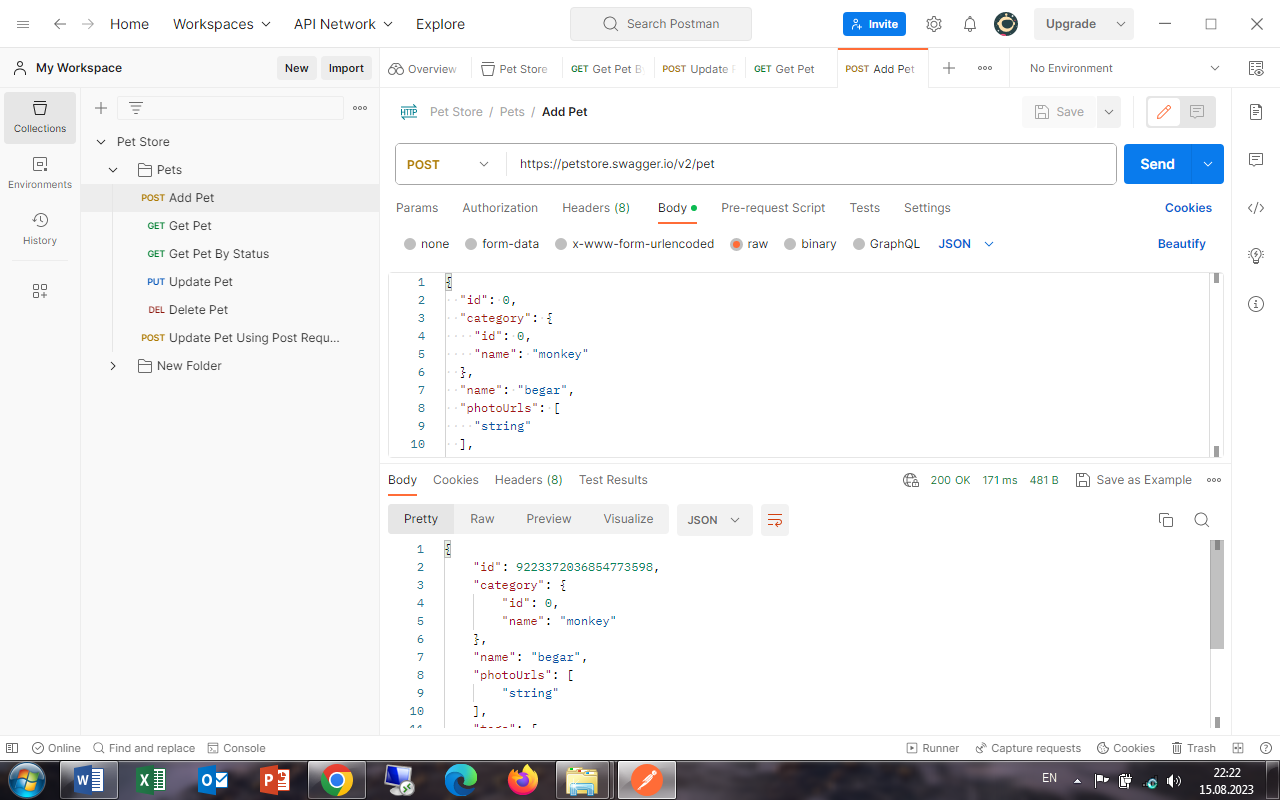 Home Workspaces API Network Explore Search Postman Invite Upgrade
My Workspace New Import Overview Pet Store GET Get Pet B POST Update P GET Get Pet POST Add Pet No Environment
Collections
Environments
History
Pet Store
Pets
POST Add Pet
GET Get Pet
GET Get Pet By Status
PUT Update Pet
DEL Delete Pet
POST Update Pet Using Post Requ...
New Folder
HTTP Pet Store / Pets / Add Pet Save
POST https://petstore.swagger.io/v2/pet Send
Params Authorization Headers (8) Body Pre-request Script Tests Settings Cookies
none form-data x-www-form-urlencoded raw binary GraphQL JSON Beautify
1 {
2 "id": 0,
3 "category": {
4 "id": 0,
5 "name": "monkey"
6 },
7 "name": "begar",
8 "photoUrls": [
9 "string"
10 ],
Body Cookies Headers (8) Test Results 200 OK 171 ms 481 B Save as Example
Pretty Raw Preview Visualize JSON
1 {
2 "id": 9223372036854773598,
3 "category": {
4 "id": 0,
5 "name": "monkey"
6 },
7 "name": "begar",
8 "photoUrls": [
9 "string"
10 ],
11 "tags": [
Online Find and replace Console Runner Capture requests Cookies Trash
EN 22:22
15.08.2023